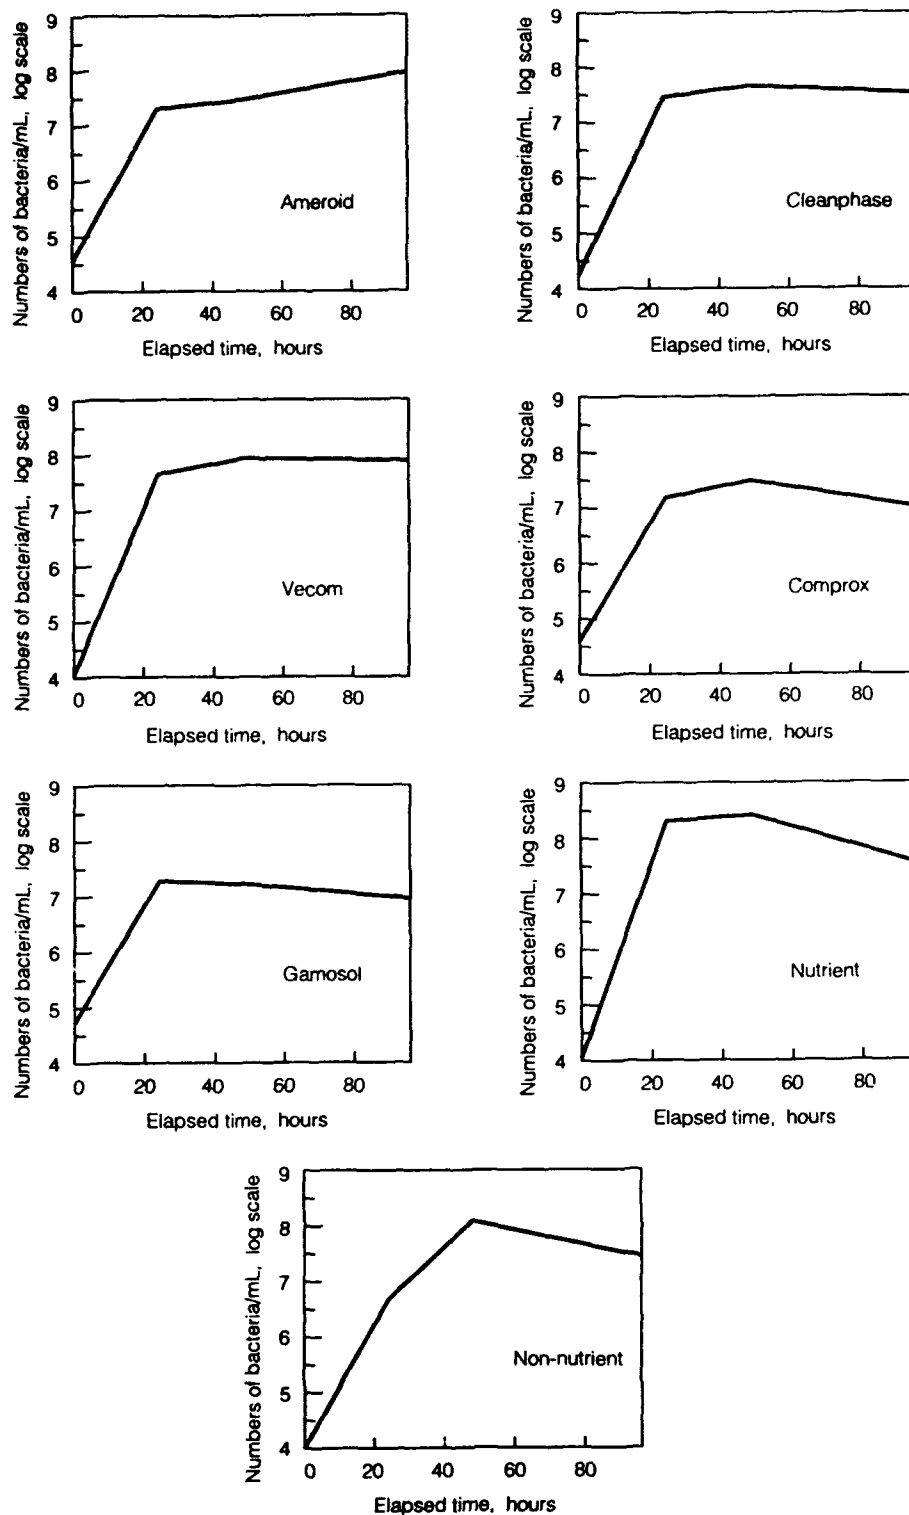 Numbers of bacteria/mL, log scale
9
8
7
6
5
4
0 20 40 60 80
Elapsed time, hours
Ameroid
Numbers of bacteria/mL, log scale
9
8
7
6
5
4
0 20 40 60 80
Elapsed time, hours
Cleanphase
Numbers of bacteria/mL, log scale
9
8
7
6
5
4
0 20 40 60 80
Elapsed time, hours
Vecom
Numbers of bacteria/mL, log scale
9
8
7
6
5
4
0 20 40 60 80
Elapsed time, hours
Comprox
Numbers of bacteria/mL, log scale
9
8
7
6
5
4
0 20 40 60 80
Elapsed time, hours
Gamosol
Numbers of bacteria/mL, log scale
9
8
7
6
5
4
0 20 40 60 80
Elapsed time, hours
Nutrient
Numbers of bacteria/mL, log scale
9
8
7
6
5
4
0 20 40 60 80
Elapsed time, hours
Non-nutrient